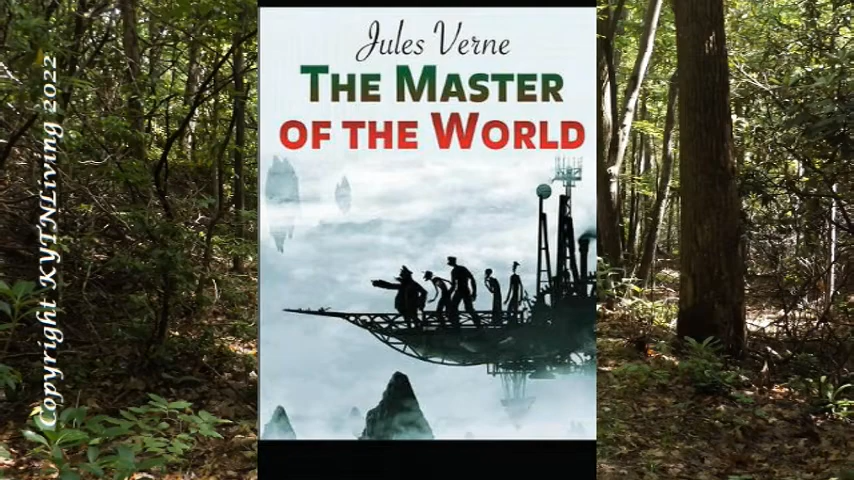 Copyright KYTNLiving 2022
Jules Verne
THE MASTER
OF THE WORLD